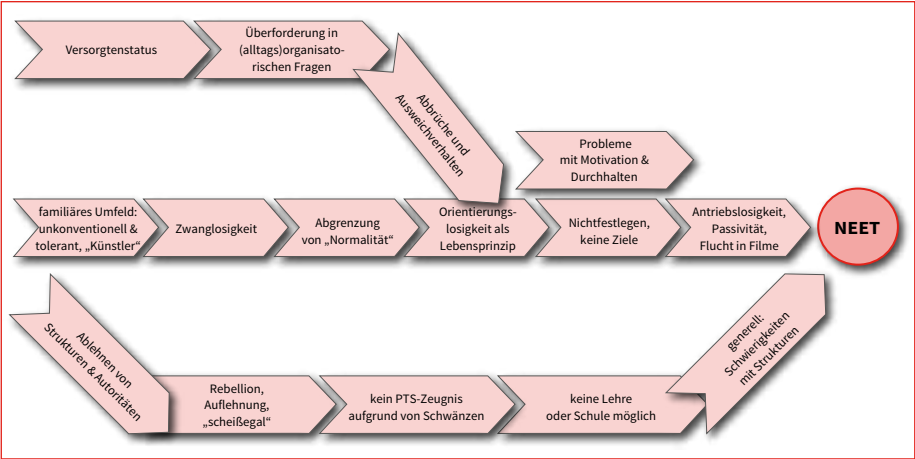 Versorgtenstatus
Überforderung in
(alltags)organisato-
rischen Fragen
Abbrüche und
Ausweichverhalten
Probleme
mit Motivation &
Durchhalten
familiäres Umfeld:
unkonventionell &
tolerant, „Künstler“
Zwanglosigkeit
Abgrenzung
von „Normalität“
Orientierungs-
losigkeit als
Lebensprinzip
Nichtfestlegen,
keine Ziele
Antriebslosigkeit,
Passivität,
Flucht in Filme
NEET
Ablehnen von
Strukturen & Autoritäten
Rebellion,
Auflehnung,
„scheißegal“
kein PTS-Zeugnis
aufgrund von Schwänzen
keine Lehre
oder Schule möglich
generell:
Schwierigkeiten
mit Strukturen